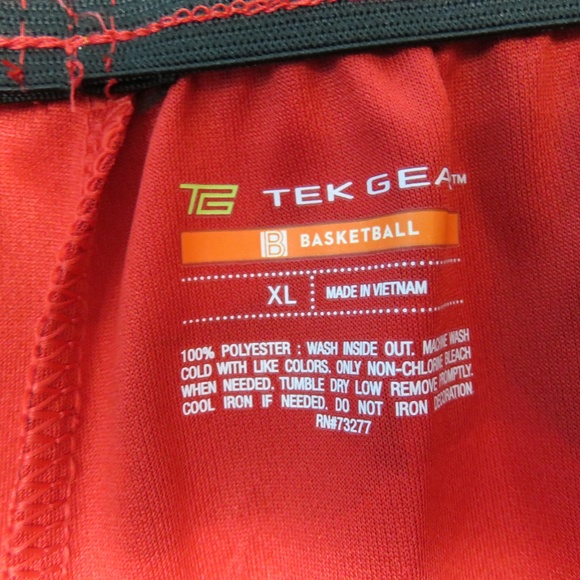 TG TEK GEAR™
B BASKETBALL
XL MADE IN VIETNAM
100% POLYESTER : WASH INSIDE OUT. MACHINE WASH
COLD WITH LIKE COLORS. ONLY NON-CHLORINE BLEACH
WHEN NEEDED. TUMBLE DRY LOW REMOVE PROMPTLY.
COOL IRON IF NEEDED. DO NOT IRON DECORATION.
RN#73277